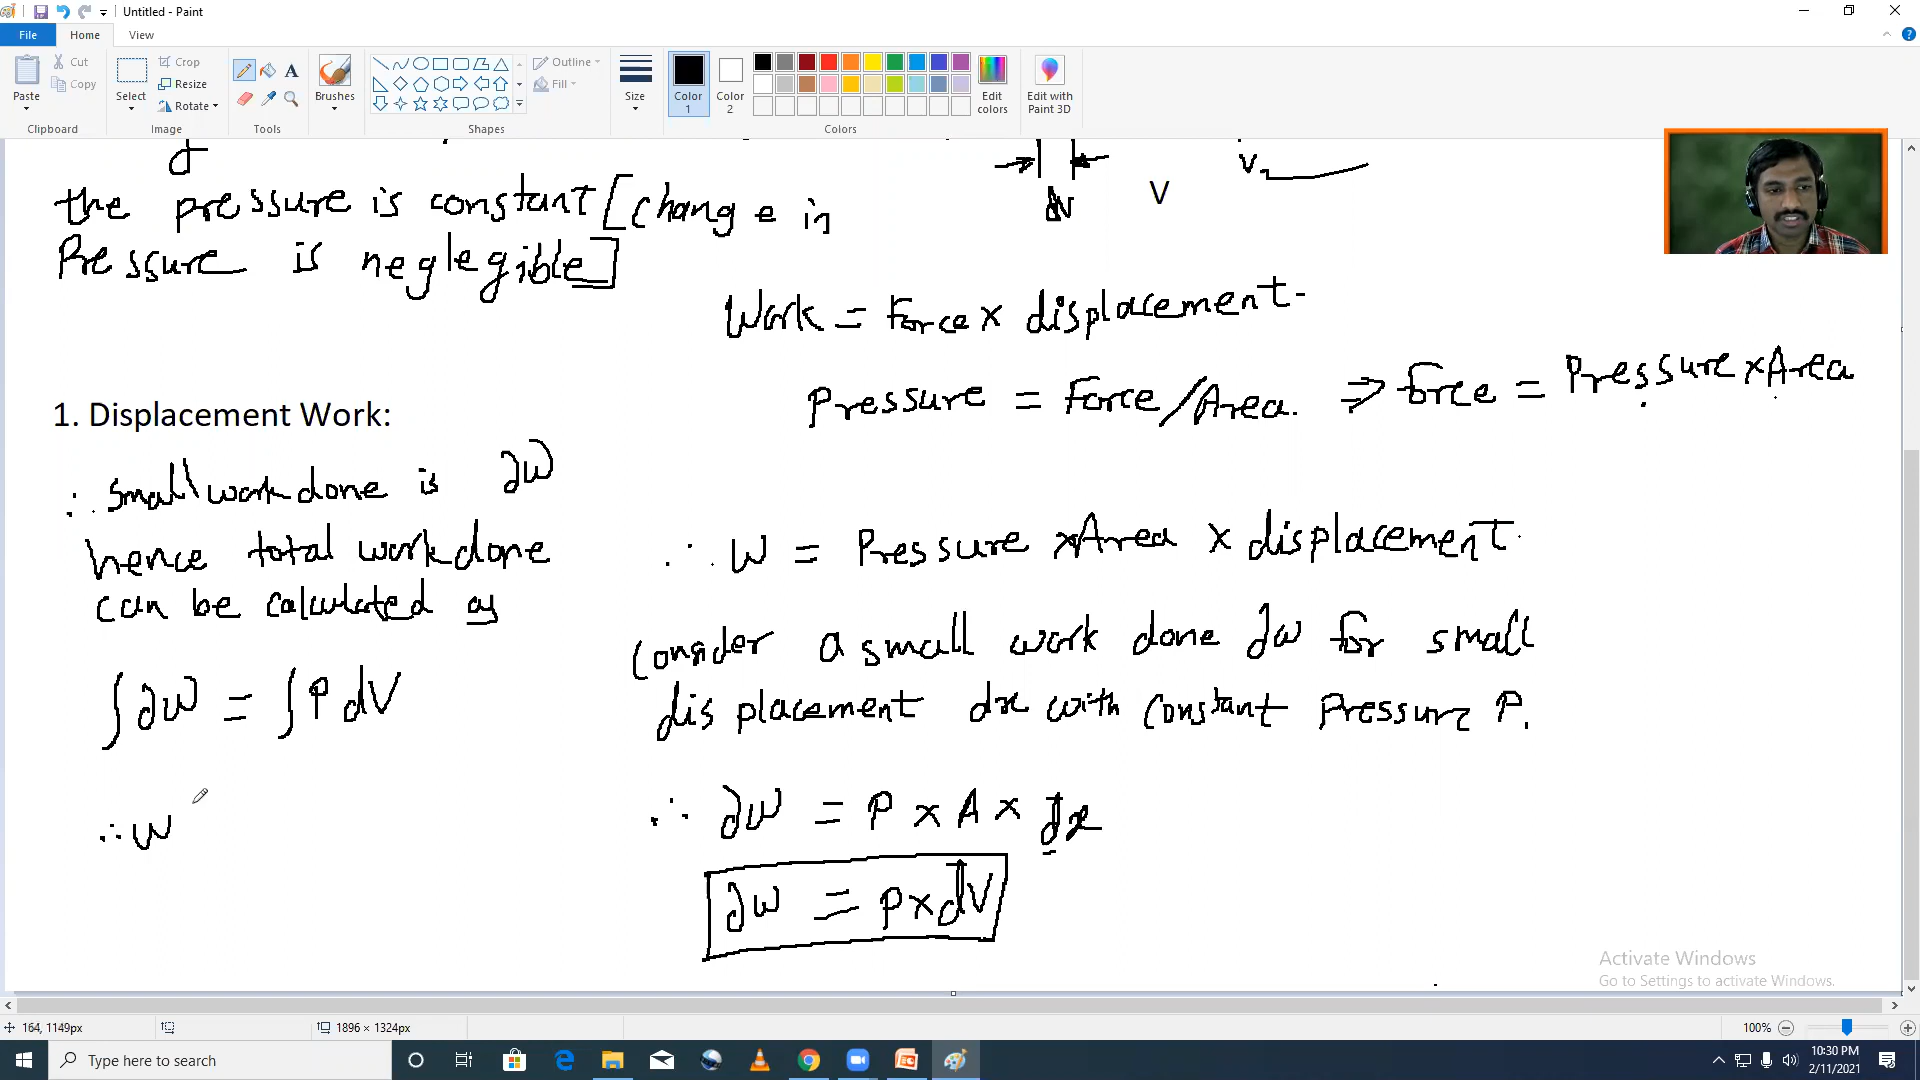 Untitled - Paint
File Home View
Paste Cut Copy Clipboard
Select Crop Resize Rotate Image
Tools
Brushes
Shapes Outline Fill
Size
Color 1 Color 2 Edit colors Colors
Edit with Paint 3D
dV V
the pressure is constant [change in
Pressure is neglegible]
Work = Force x displacement
Pressure = Force/Area. ⇒ force = Pressure x Area
1. Displacement Work:
∴ small work done is ∂W
hence total work done
can be calculated as
∫∂W = ∫P dV
∴ W
∴ W = Pressure x Area x displacement.
consider a small work done ∂W for small
displacement dx with constant Pressure P.
∴ ∂W = P x A x dx
∂W = P x dV
Activate Windows
Go to Settings to activate Windows.
164, 1149px 1896 × 1324px 100%
Type here to search
10:30 PM
2/11/2021